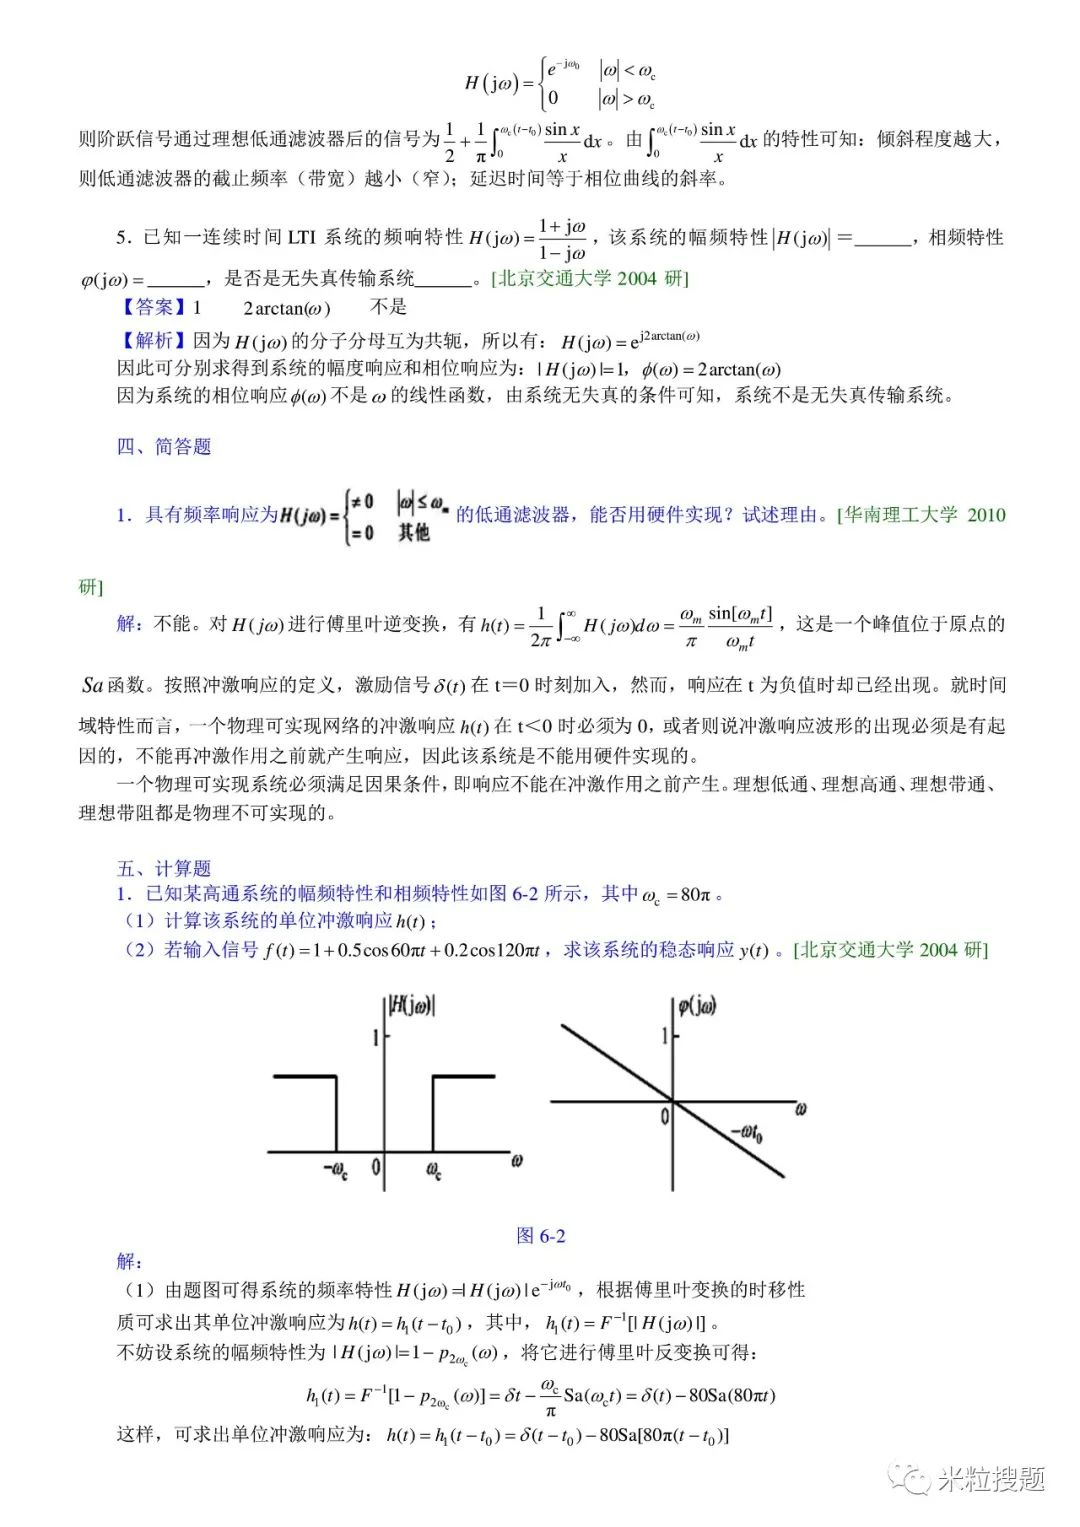 H(jω)={e^{-jω₀} |ω|<ω_c
0 |ω|>ω_c
则阶跃信号通过理想低通滤波器后的信号为 1/2+1/π∫₀^{ω_c(t-t₀)} sin x/x dx。由∫₀^{ω_c(t-t₀)} sin x/x dx 的特性可知：倾斜程度越大，
则低通滤波器的截止频率（带宽）越小（窄）；延迟时间等于相位曲线的斜率。
5．已知一连续时间 LTI 系统的频响特性 H(jω)=(1+jω)/(1-jω)，该系统的幅频特性|H(jω)|＝______，相频特性
φ(jω)=______，是否是无失真传输系统______。[北京交通大学 2004 研]
【答案】1 2arctan(ω) 不是
【解析】因为 H(jω) 的分子分母互为共轭，所以有：H(jω)=e^{j2arctan(ω)}
因此可分别求得到系统的幅度响应和相位响应为：|H(jω)|=1，ϕ(ω)=2arctan(ω)
因为系统的相位响应 ϕ(ω) 不是 ω 的线性函数，由系统无失真的条件可知，系统不是无失真传输系统。
四、简答题
1．具有频率响应为 H(jω)={≠0 |ω|≤ω_m
=0 其他 的低通滤波器，能否用硬件实现？试述理由。[华南理工大学 2010
研]
解：不能。对 H(jω) 进行傅里叶逆变换，有 h(t)=1/2π∫_{-∞}^{∞}H(jω)dω=ω_m/π sin[ω_m t]/ω_m t，这是一个峰值位于原点的
Sa 函数。按照冲激响应的定义，激励信号 δ(t) 在 t＝0 时刻加入，然而，响应在 t 为负值时却已经出现。就时间
域特性而言，一个物理可实现网络的冲激响应 h(t) 在 t＜0 时必须为 0，或者则说冲激响应波形的出现必须是有起
因的，不能再冲激作用之前就产生响应，因此该系统是不能用硬件实现的。
一个物理可实现系统必须满足因果条件，即响应不能在冲激作用之前产生。理想低通、理想高通、理想带通、
理想带阻都是物理不可实现的。
五、计算题
1．已知某高通系统的幅频特性和相频特性如图 6-2 所示，其中 ω_c=80π。
（1）计算该系统的单位冲激响应 h(t)；
（2）若输入信号 f(t)=1+0.5cos60πt+0.2cos120πt，求该系统的稳态响应 y(t)。[北京交通大学 2004 研]
|H(jω)|
1
-ω_c 0 ω_c ω
φ(jω)
1
0 ω
-ωt₀
图 6-2
解：
（1）由题图可得系统的频率特性 H(jω)=|H(jω)|e^{-jωt₀}，根据傅里叶变换的时移性
质可求出其单位冲激响应为 h(t)=h₁(t-t₀)，其中，h₁(t)=F⁻¹[|H(jω)|]。
不妨设系统的幅频特性为 |H(jω)|=1-p_{2ω_c}(ω)，将它进行傅里叶反变换可得：
h₁(t)=F⁻¹[1-p_{2ω_c}(ω)]=δt-ω_c/π Sa(ω_c t)=δ(t)-80Sa(80πt)
这样，可求出单位冲激响应为：h(t)=h₁(t-t₀)=δ(t-t₀)-80Sa[80π(t-t₀)]
米粒搜题